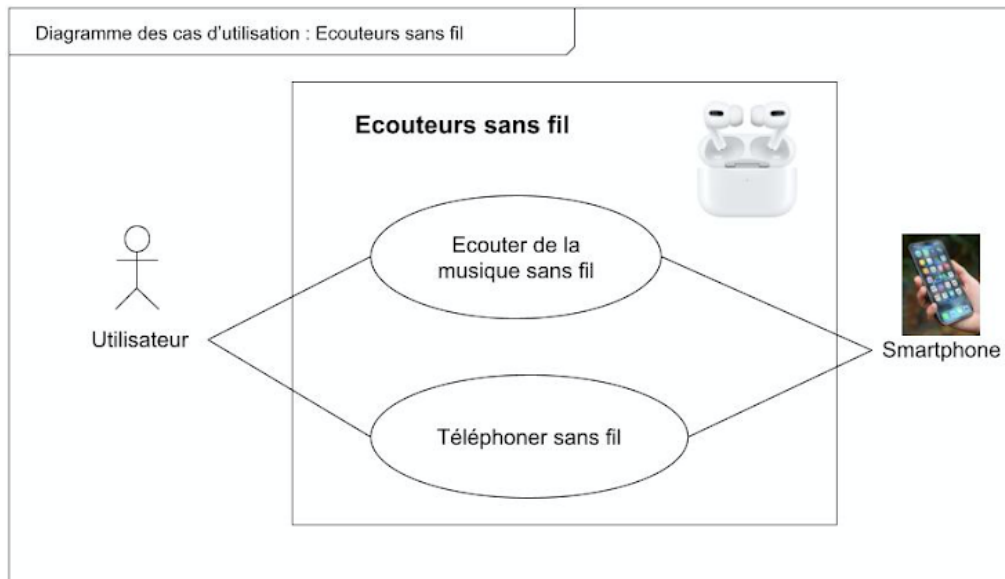 Diagramme des cas d'utilisation : Ecouteurs sans fil
Ecouteurs sans fil
Ecouter de la
musique sans fil
Utilisateur
Smartphone
Téléphoner sans fil